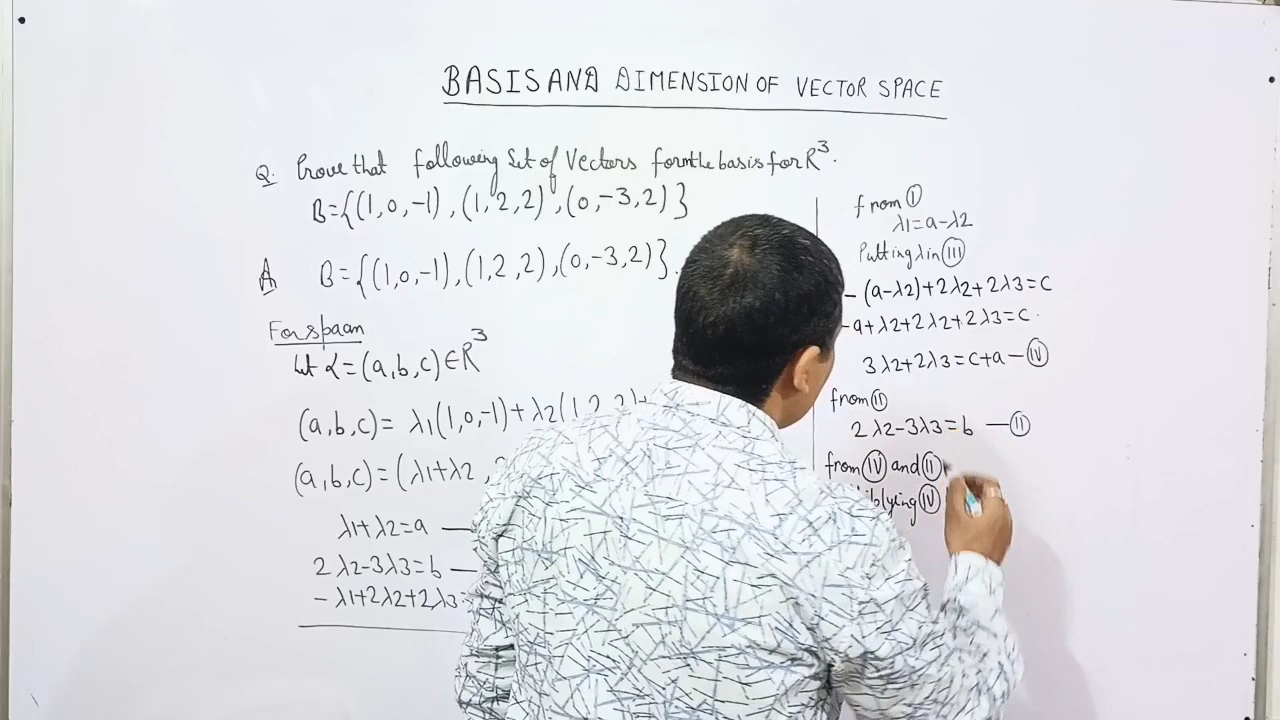 BASIS AND DIMENSION OF VECTOR SPACE
Q. Prove that following Set of Vectors form the basis for R³.
B={(1,0,-1),(1,2,2),(0,-3,2)}
A B={(1,0,-1),(1,2,2),(0,-3,2)}.
For spaan
Let α=(a,b,c)∈R³
(a,b,c)= λ1(1,0,-1)+λ2(1,2,2)+
(a,b,c)=(λ1+λ2,
λ1+λ2=a —
2λ2-3λ3=b —
-λ1+2λ2+2λ3=
from Ⓘ
λ1=a-λ2
Putting λ in Ⓘⓘⓘ
-(a-λ2)+2λ2+2λ3=c
-a+λ2+2λ2+2λ3=c.
3λ2+2λ3=c+a — (IV)
from (II)
2λ2-3λ3=b — (II)
from (IV) and (II)
(IV)